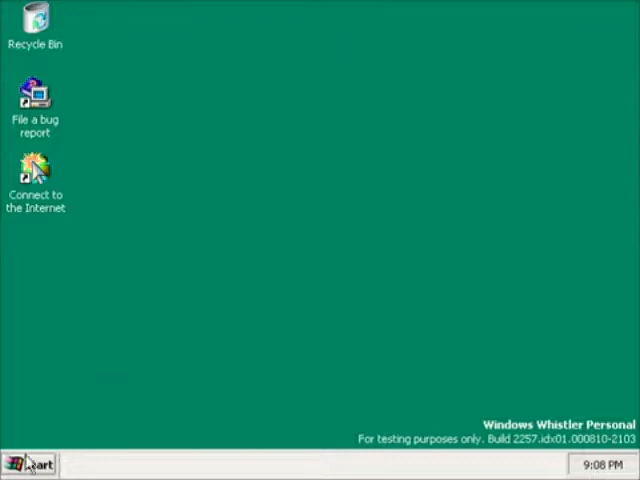 Recycle Bin
File a bug
report
Connect to
the Internet
Windows Whistler Personal
For testing purposes only. Build 2257.idx01.000810-2103
Start
9:08 PM